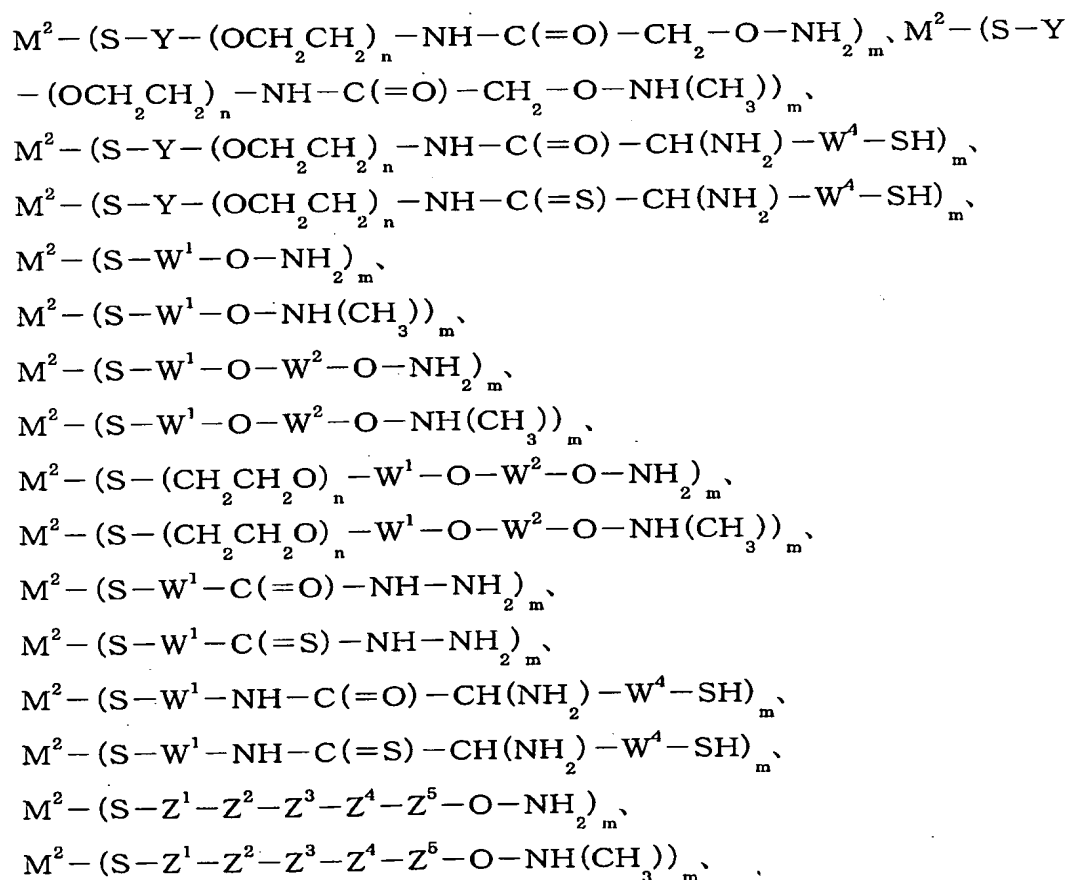 M²−(S−Y−(OCH₂CH₂)ₙ−NH−C(=O)−CH₂−O−NH₂)ₘ、M²−(S−Y
−(OCH₂CH₂)ₙ−NH−C(=O)−CH₂−O−NH(CH₃))ₘ、
M²−(S−Y−(OCH₂CH₂)ₙ−NH−C(=O)−CH(NH₂)−W⁴−SH)ₘ、
M²−(S−Y−(OCH₂CH₂)ₙ−NH−C(=S)−CH(NH₂)−W⁴−SH)ₘ、
M²−(S−W¹−O−NH₂)ₘ、
M²−(S−W¹−O−NH(CH₃))ₘ、
M²−(S−W¹−O−W²−O−NH₂)ₘ、
M²−(S−W¹−O−W²−O−NH(CH₃))ₘ、
M²−(S−(CH₂CH₂O)ₙ−W¹−O−W²−O−NH₂)ₘ、
M²−(S−(CH₂CH₂O)ₙ−W¹−O−W²−O−NH(CH₃))ₘ、
M²−(S−W¹−C(=O)−NH−NH₂)ₘ、
M²−(S−W¹−C(=S)−NH−NH₂)ₘ、
M²−(S−W¹−NH−C(=O)−CH(NH₂)−W⁴−SH)ₘ、
M²−(S−W¹−NH−C(=S)−CH(NH₂)−W⁴−SH)ₘ、
M²−(S−Z¹−Z²−Z³−Z⁴−Z⁵−O−NH₂)ₘ、
M²−(S−Z¹−Z²−Z³−Z⁴−Z⁵−O−NH(CH₃))ₘ、